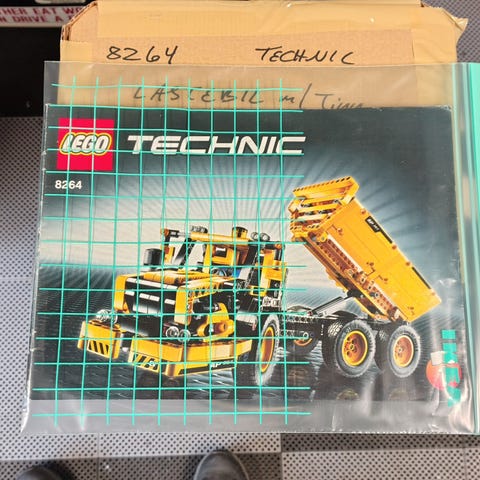 8264 TECHNIC
LASTEBIL m/
LEGO TECHNIC
8264